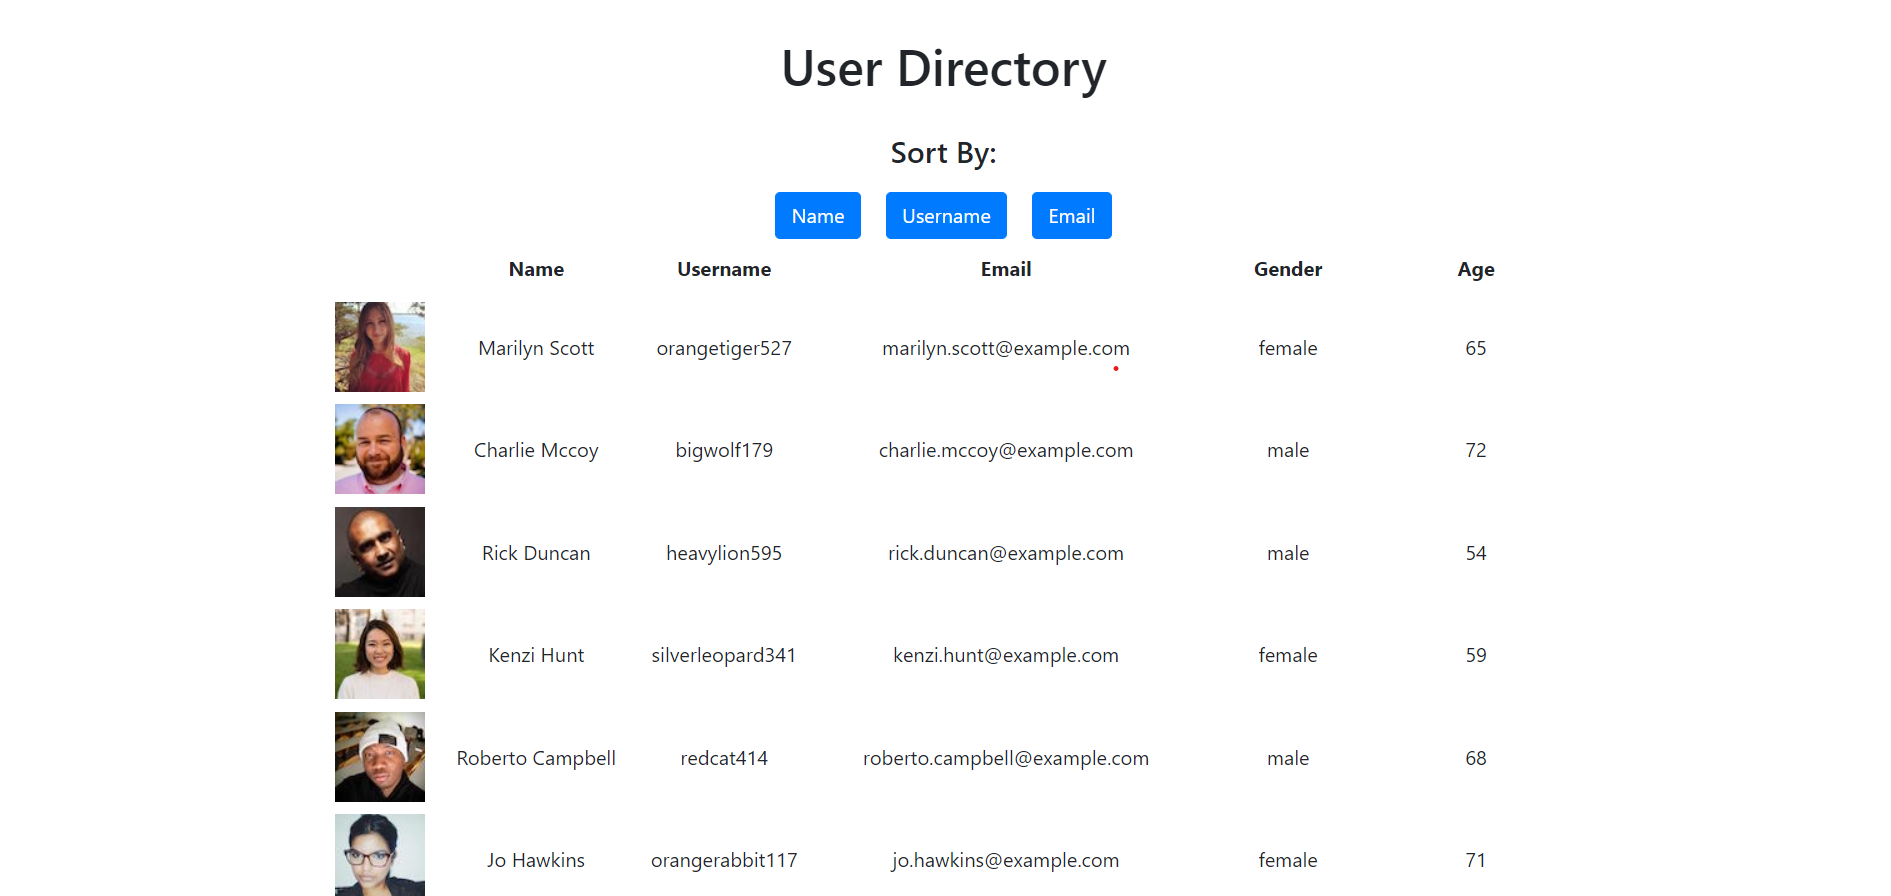 User Directory
Sort By:
Name Username Email
Name Username Email Gender Age
Marilyn Scott orangetiger527 marilyn.scott@example.com female 65
Charlie Mccoy bigwolf179 charlie.mccoy@example.com male 72
Rick Duncan heavylion595 rick.duncan@example.com male 54
Kenzi Hunt silverleopard341 kenzi.hunt@example.com female 59
Roberto Campbell redcat414 roberto.campbell@example.com male 68
Jo Hawkins orangerabbit117 jo.hawkins@example.com female 71